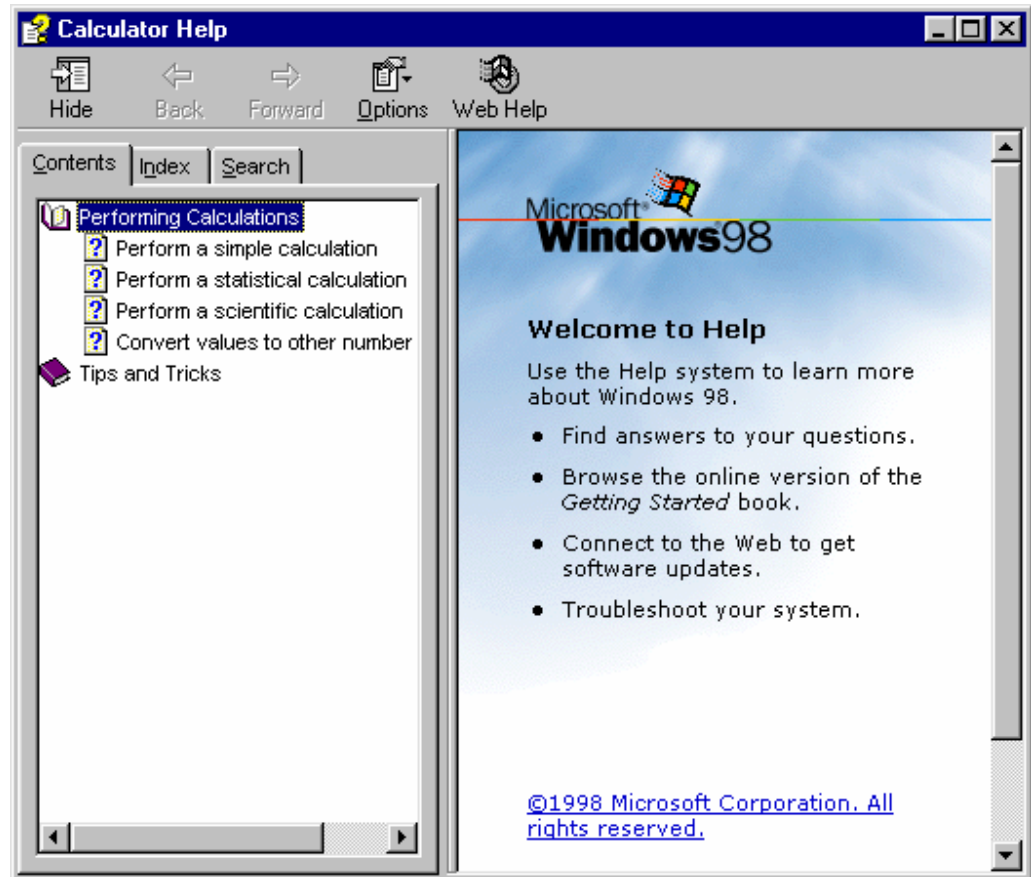 Calculator Help
Hide Back Forward Options Web Help
Contents Index Search
Performing Calculations
Perform a simple calculation
Perform a statistical calculation
Perform a scientific calculation
Convert values to other number
Tips and Tricks
Microsoft
Windows 98
Welcome to Help
Use the Help system to learn more
about Windows 98.
• Find answers to your questions.
• Browse the online version of the
Getting Started book.
• Connect to the Web to get
software updates.
• Troubleshoot your system.
©1998 Microsoft Corporation. All
rights reserved.